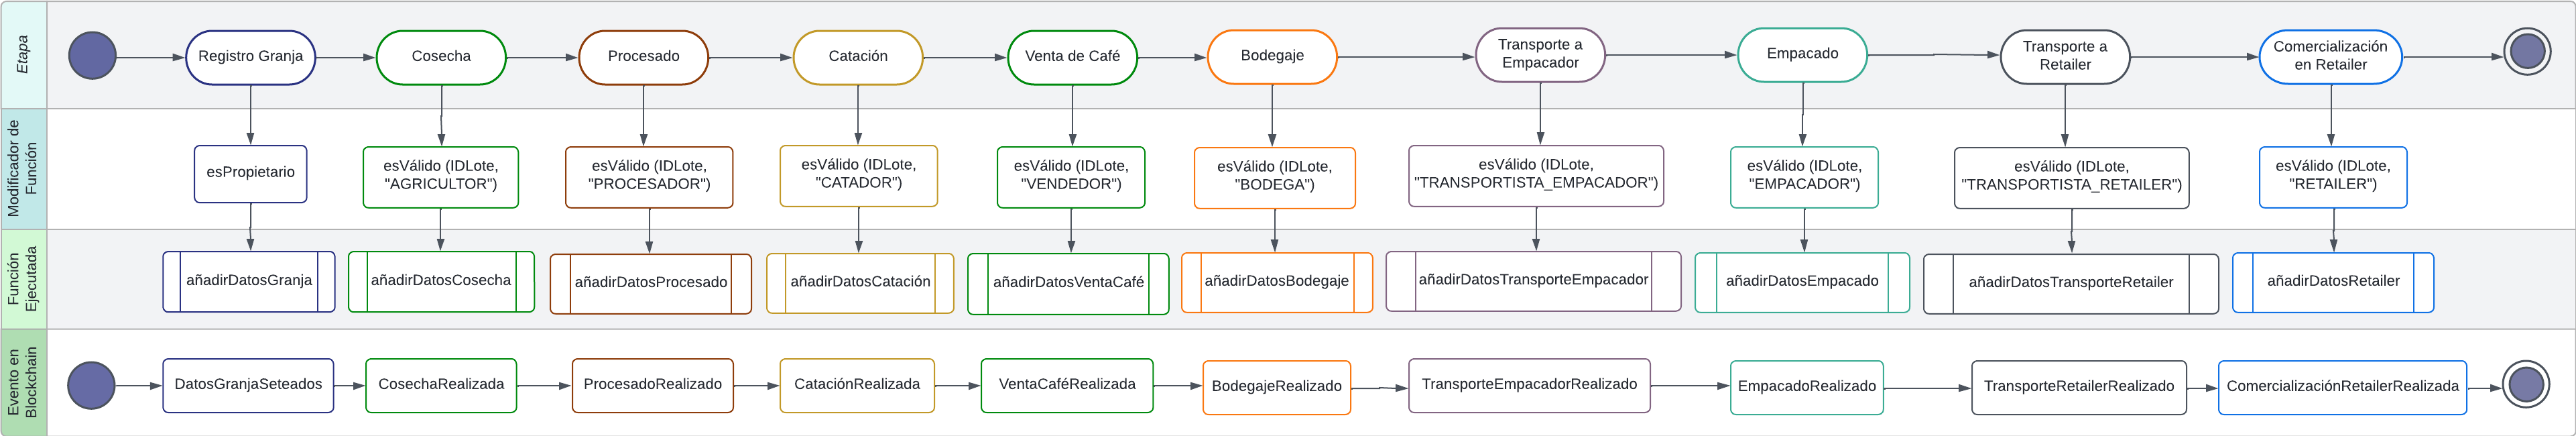 Etapa
Registro Granja
Cosecha
Procesado
Catación
Venta de Café
Bodegaje
Transporte a
Empacador
Empacado
Transporte a
Retailer
Comercialización
en Retailer
Modificador de
Función
esPropietario
esVálido (IDLote,
"AGRICULTOR")
esVálido (IDLote,
"PROCESADOR")
esVálido (IDLote,
"CATADOR")
esVálido (IDLote,
"VENDEDOR")
esVálido (IDLote,
"BODEGA")
esVálido (IDLote,
"TRANSPORTISTA_EMPACADOR")
esVálido (IDLote,
"EMPACADOR")
esVálido (IDLote,
"TRANSPORTISTA_RETAILER")
esVálido (IDLote,
"RETAILER")
Función
Ejecutada
añadirDatosGranja
añadirDatosCosecha
añadirDatosProcesado
añadirDatosCatación
añadirDatosVentaCafé
añadirDatosBodegaje
añadirDatosTransporteEmpacador
añadirDatosEmpacado
añadirDatosTransporteRetailer
añadirDatosRetailer
Evento en
Blockchain
DatosGranjaSeteados
CosechaRealizada
ProcesadoRealizado
CataciónRealizada
VentaCaféRealizada
BodegajeRealizado
TransporteEmpacadorRealizado
EmpacadoRealizado
TransporteRetailerRealizado
ComercializaciónRetailerRealizada